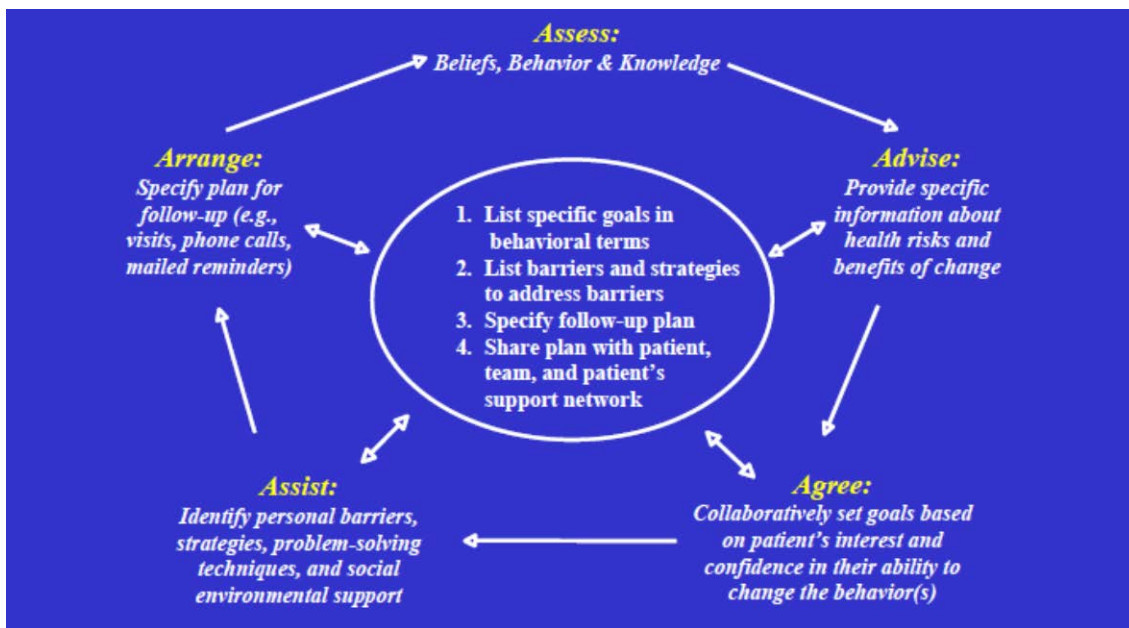 Assess:
Beliefs, Behavior & Knowledge
Advise:
Provide specific
information about
health risks and
benefits of change
Agree:
Collaboratively set goals based
on patient's interest and
confidence in their ability to
change the behavior(s)
Assist:
Identify personal barriers,
strategies, problem-solving
techniques, and social
environmental support
Arrange:
Specify plan for
follow-up (e.g.,
visits, phone calls,
mailed reminders)
1. List specific goals in
behavioral terms
2. List barriers and strategies
to address barriers
3. Specify follow-up plan
4. Share plan with patient,
team, and patient's
support network